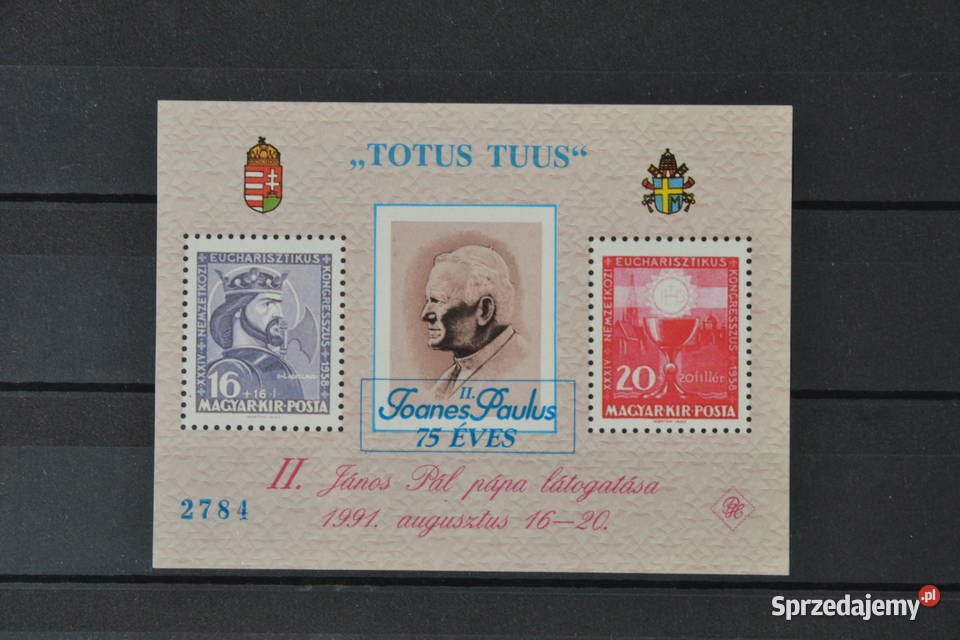 „TOTUS TUUS“
XXXIV • NEMZETKÖZI EUCHARISZTIKUS KONGRESSZUS • 1938
16 +16 f
MAGYAR·KIR·POSTA
II.
Joanes Paulus
75 ÉVES
XXXIV • NEMZETKÖZI EUCHARISZTIKUS KONGRESSZUS 1938
20 20 fillér
MAGYAR·KIR·POSTA
II. János Pál pápa látogatása
1991. augusztus 16—20.
2784
Sprzedajemy.pl